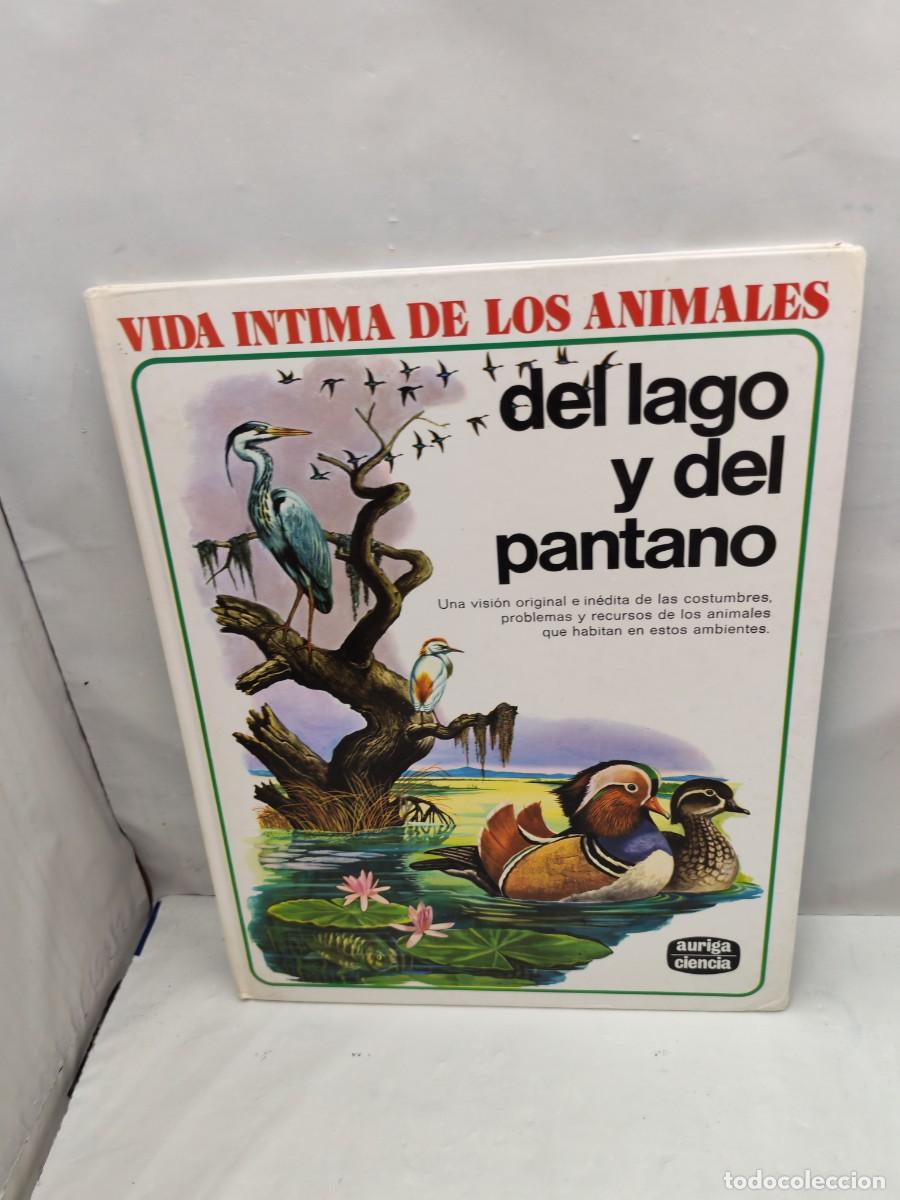 VIDA INTIMA DE LOS ANIMALES
del lago
y del
pantano
Una visión original e inédita de las costumbres,
problemas y recursos de los animales
que habitan en estos ambientes.
auriga
ciencia
todocoleccion